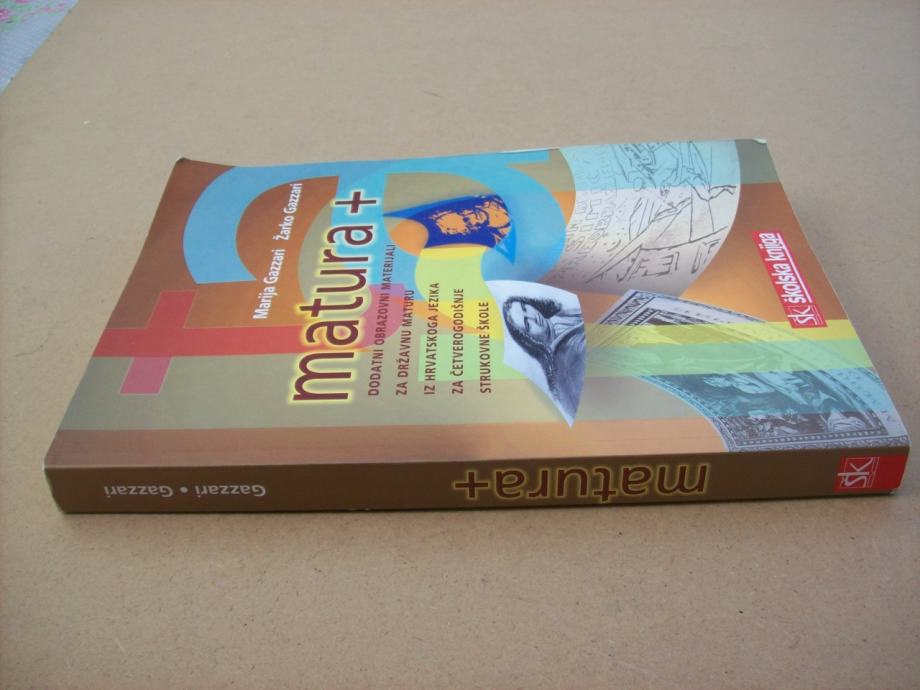 Marija Gazzari Žarko Gazzari
matura+
DODATNI OBRAZOVNI MATERIJALI
ZA DRŽAVNU MATURU
IZ HRVATSKOGA JEZIKA
ZA ČETVEROGODIŠNJE
STRUKOVNE ŠKOLE
šk školska knjiga
Gazzari • Gazzari
matura+
šk